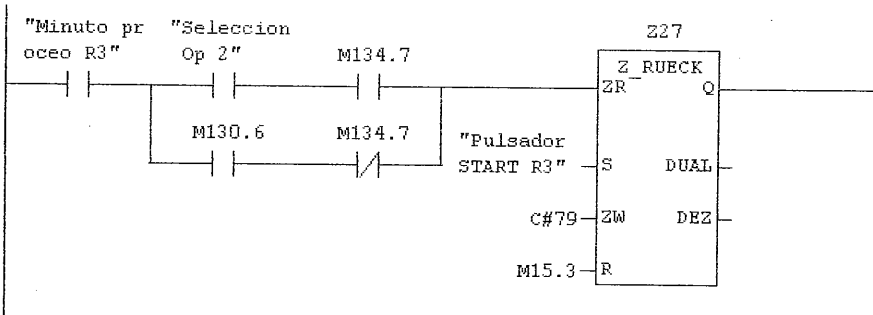 "Minuto pr
oceo R3"
"Seleccion
Op 2"
M134.7
Z27
Z_RUECK
ZR
Q
M130.6
M134.7
"Pulsador
START R3"
S
DUAL
C#79
ZW
DEZ
M15.3
R